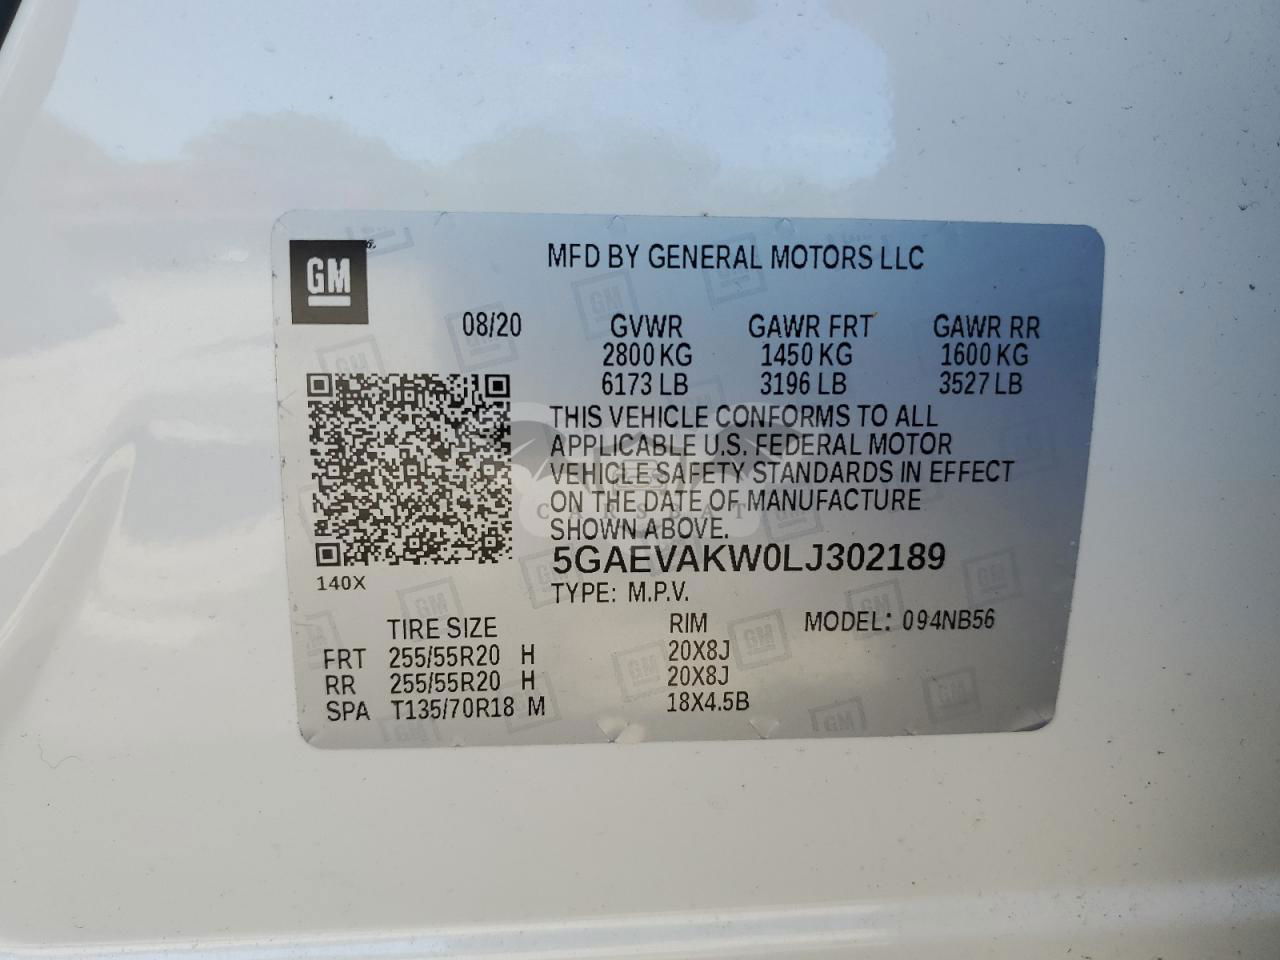 GM
MFD BY GENERAL MOTORS LLC
08/20 GVWR GAWR FRT GAWR RR
2800 KG 1450 KG 1600 KG
6173 LB 3196 LB 3527 LB
THIS VEHICLE CONFORMS TO ALL
APPLICABLE U.S. FEDERAL MOTOR
VEHICLE SAFETY STANDARDS IN EFFECT
ON THE DATE OF MANUFACTURE
CARSBAT
SHOWN ABOVE.
5GAEVAKW0LJ302189
140X
TYPE: M.P.V.
TIRE SIZE RIM MODEL: 094NB56
FRT 255/55R20 H 20X8J
RR 255/55R20 H 20X8J
SPA T135/70R18 M 18X4.5B